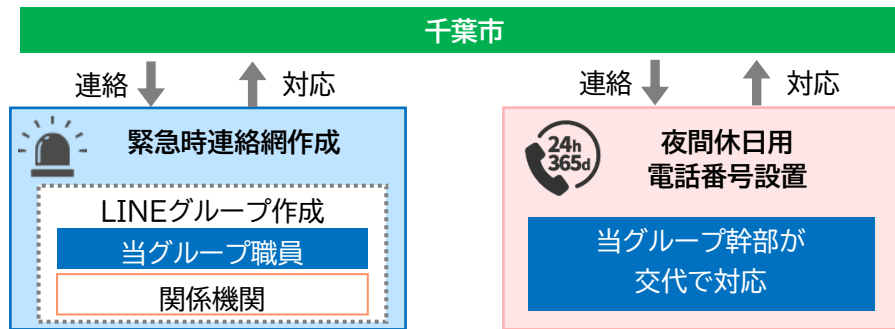 千葉市
連絡
対応
緊急時連絡網作成
LINEグループ作成
当グループ職員
関係機関
連絡
対応
24h
365d
夜間休日用
電話番号設置
当グループ幹部が
交代で対応